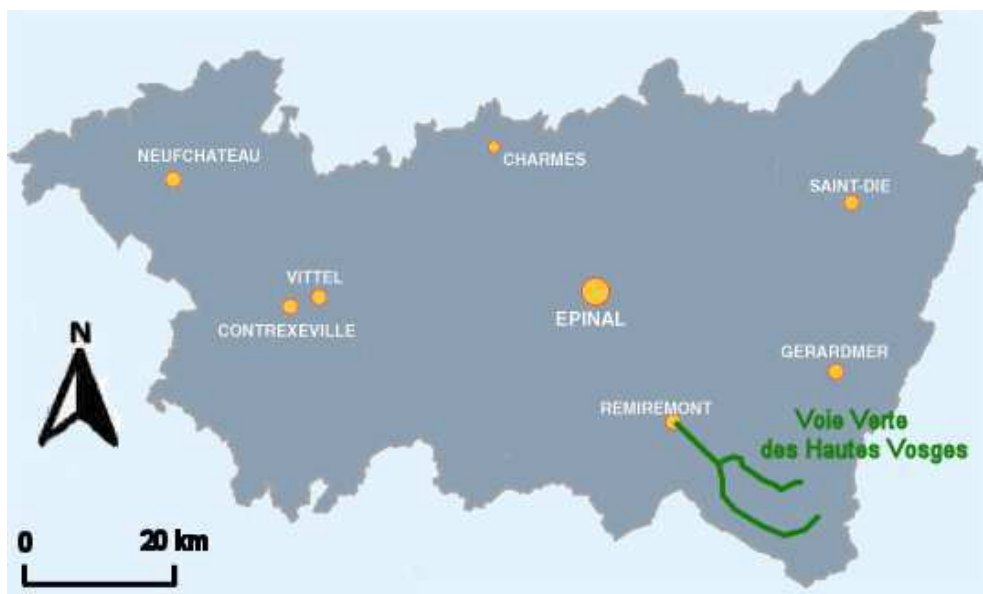 NEUFCHATEAU
CHARMES
SAINT-DIE
VITTEL
CONTREXEVILLE
EPINAL
N
GERARDMER
REMIREMONT
Voie Verte
des Hautes Vosges
0 20 km